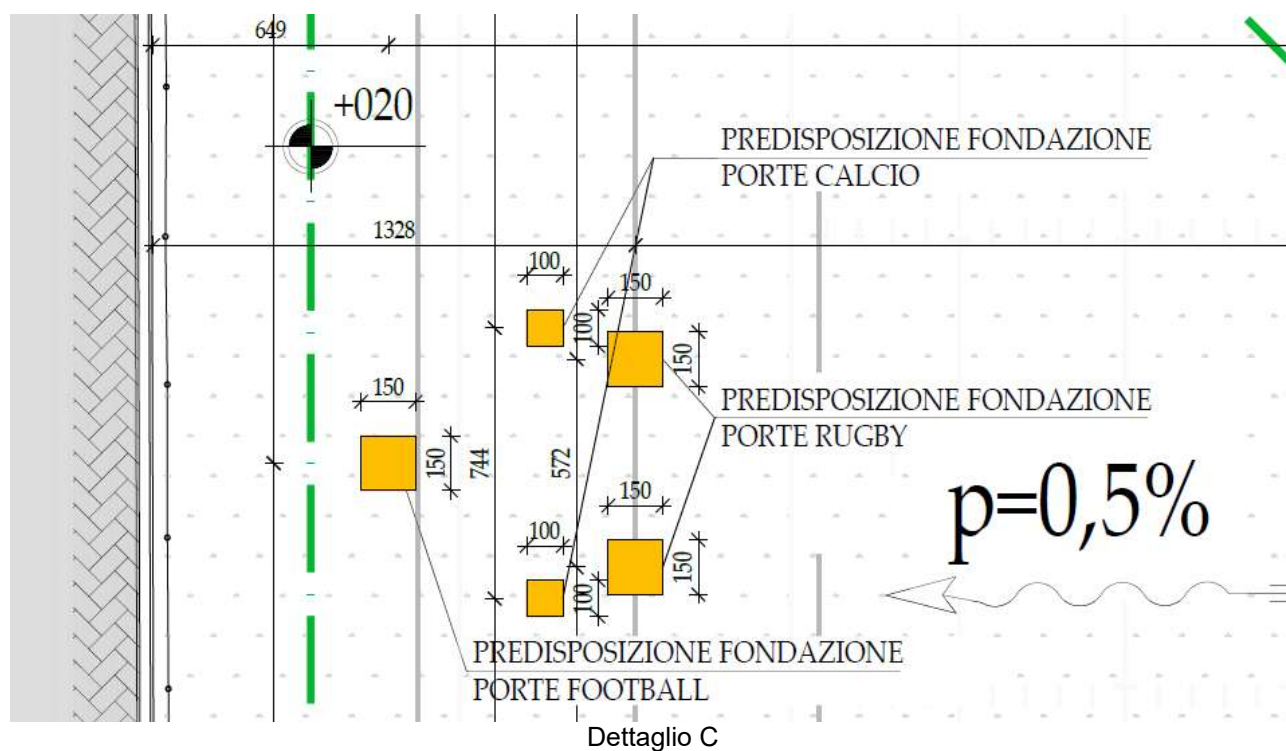 649
+020
PREDISPOSIZIONE FONDAZIONE
PORTE CALCIO
1328
100
150
100
150
PREDISPOSIZIONE FONDAZIONE
PORTE RUGBY
150
150
744
572
150
p=0,5%
100
150
100
PREDISPOSIZIONE FONDAZIONE
PORTE FOOTBALL
Dettaglio C